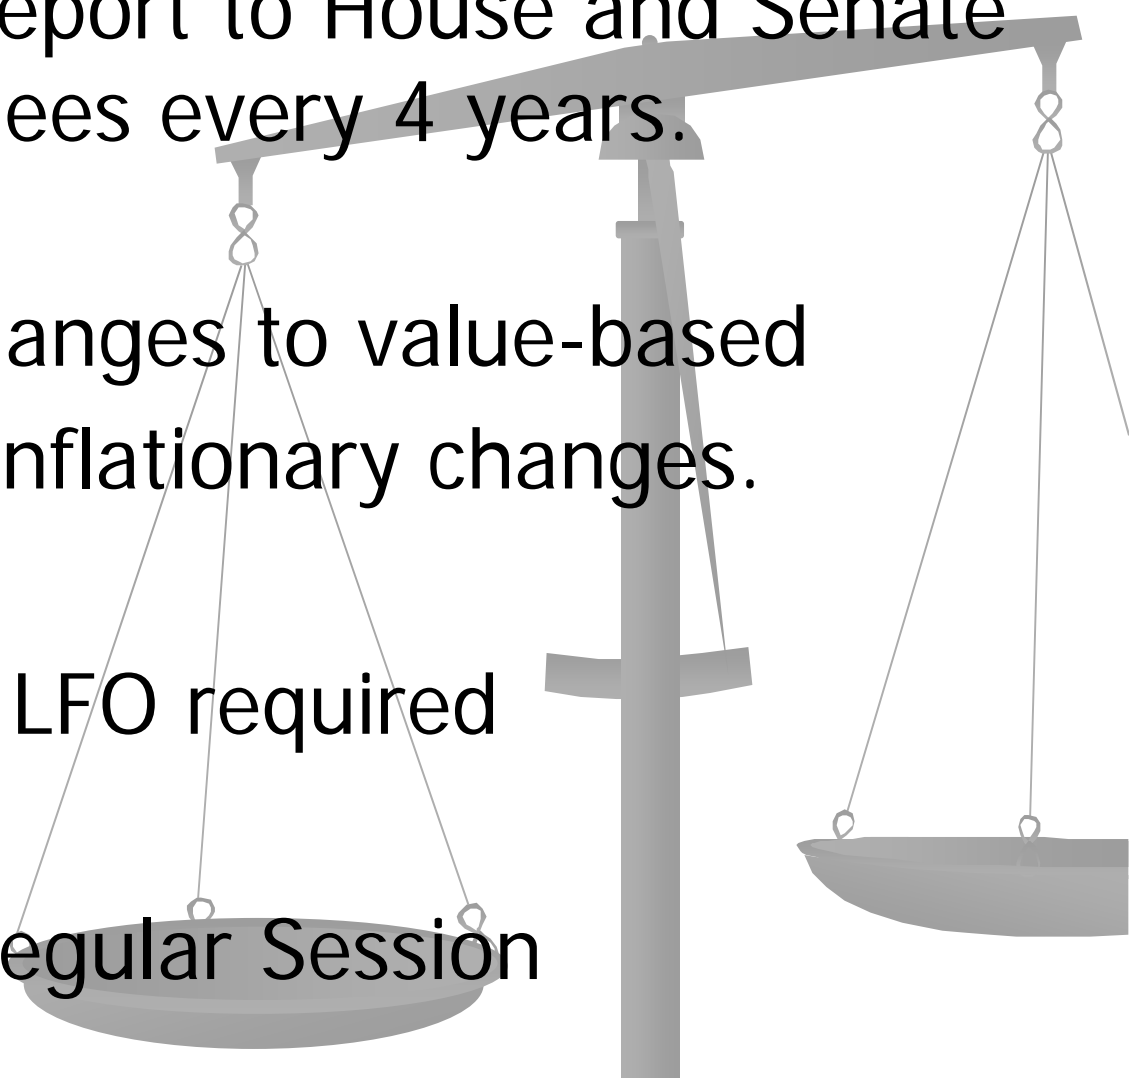 eport to House and Senate
ees every 4 years.
anges to value-based
nflationary changes.
LFO required
egular Session